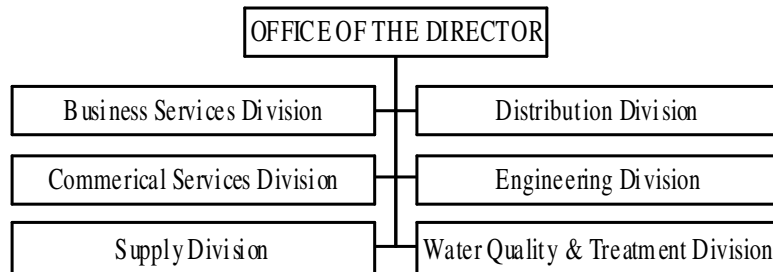 OFFICE OF THE DIRECTOR
Business Services Division
Distribution Division
Commerical Services Division
Engineering Division
Supply Division
Water Quality & Treatment Division